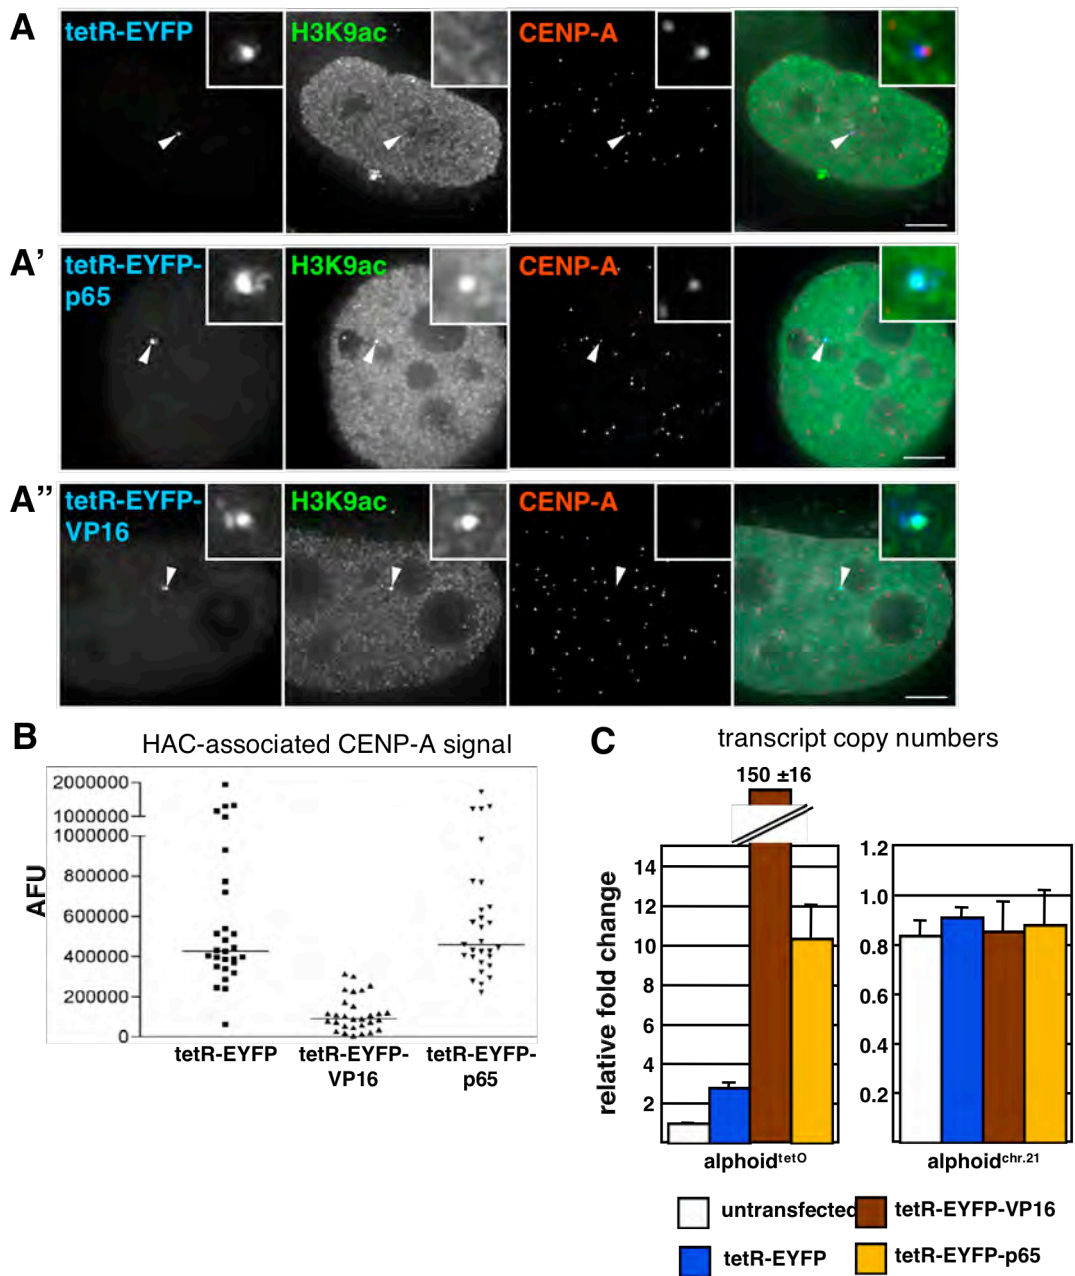 A
tetR-EYFP
H3K9ac
CENP-A
A'
tetR-EYFP-
p65
H3K9ac
CENP-A
A''
tetR-EYFP-
VP16
H3K9ac
CENP-A
B
HAC-associated CENP-A signal
AFU
2000000
1000000
1000000
800000
600000
400000
200000
0
tetR-EYFP
tetR-EYFP-
VP16
tetR-EYFP-
p65
C
transcript copy numbers
150 ±16
relative fold change
14
12
10
8
6
4
2
alphoidtetO
1.2
1.0
0.8
0.6
0.4
0.2
alphoidchr.21
untransfected
tetR-EYFP-VP16
tetR-EYFP
tetR-EYFP-p65